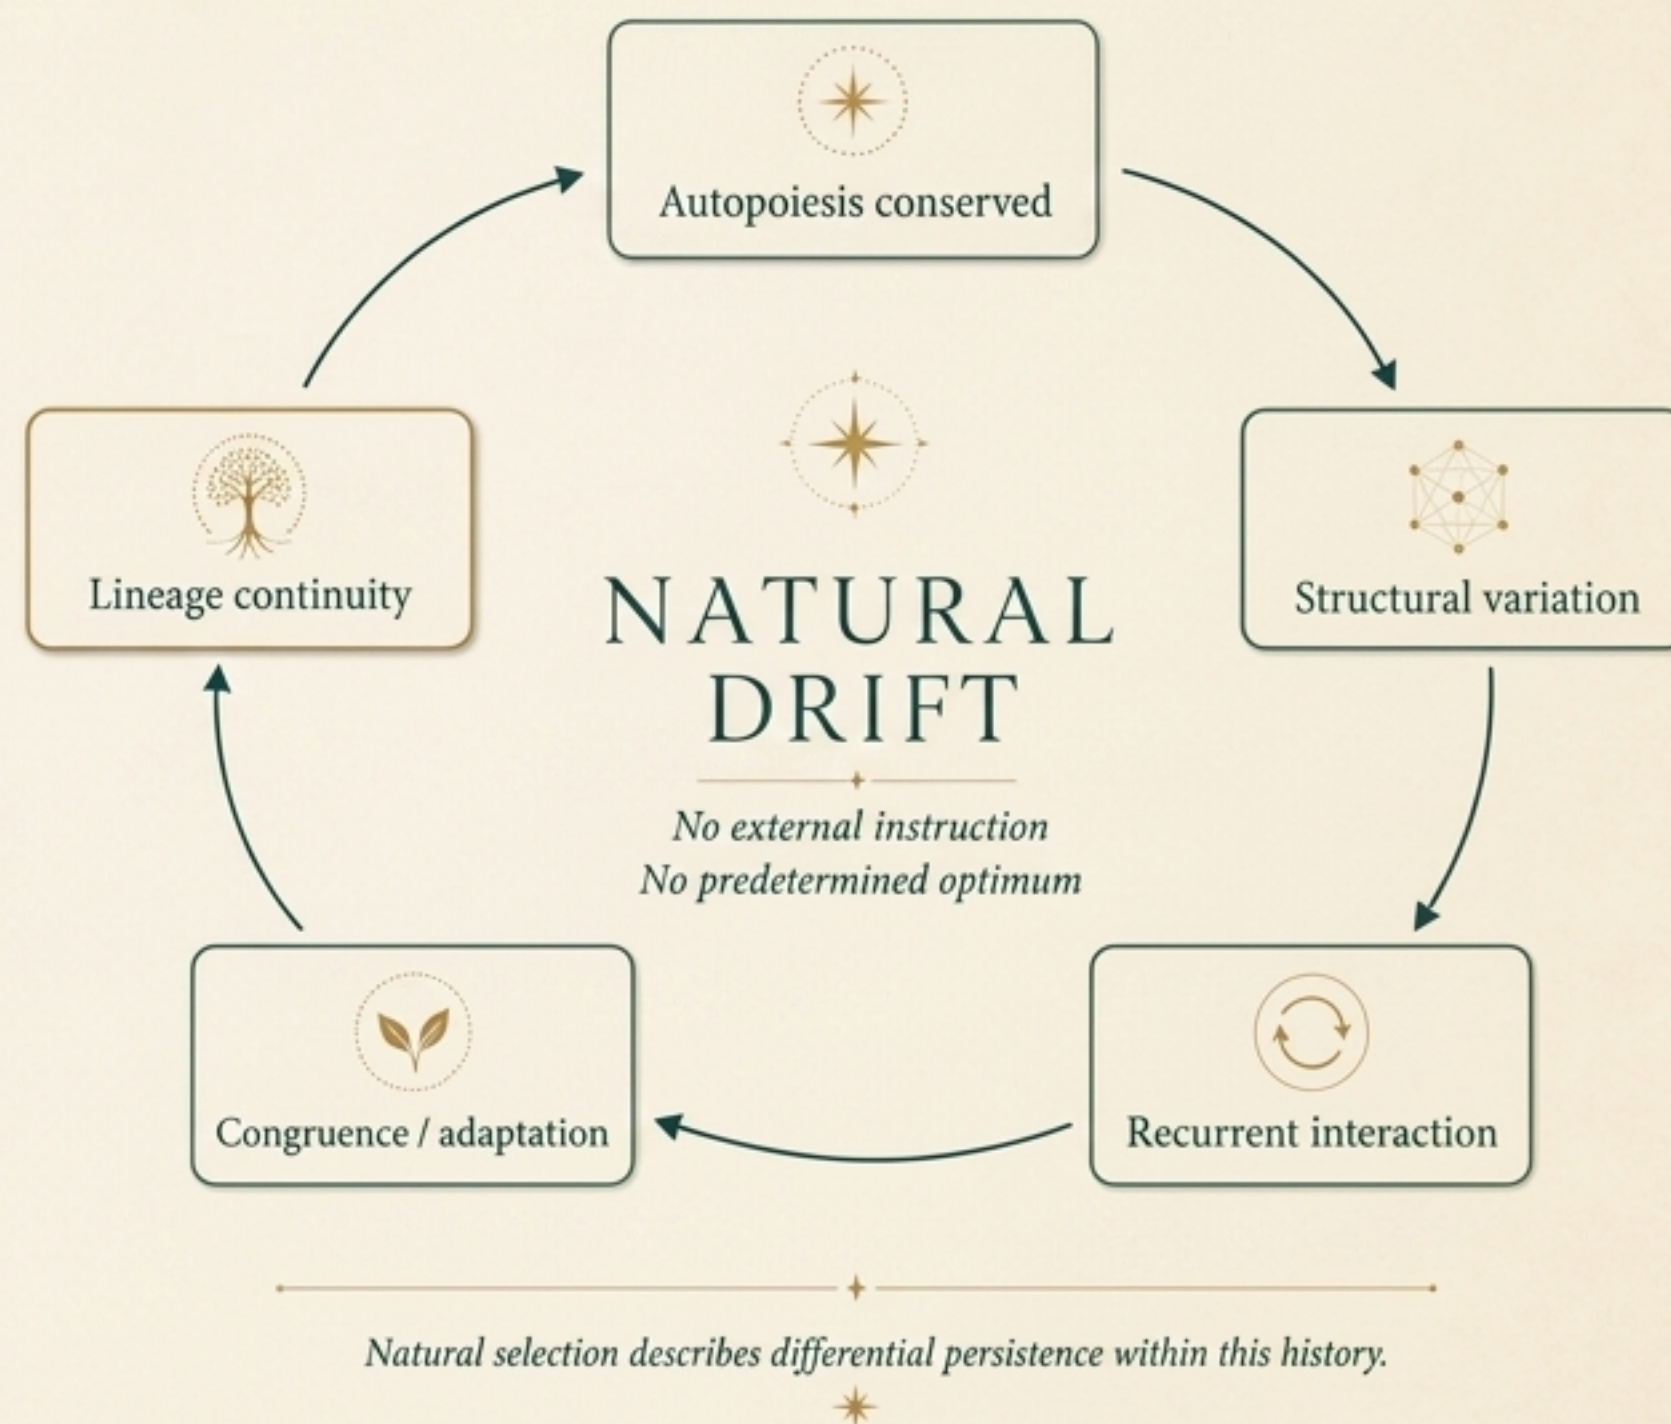 Autopoiesis conserved
Lineage continuity
Structural variation
NATURAL
DRIFT
No external instruction
No predetermined optimum
Congruence / adaptation
Recurrent interaction
Natural selection describes differential persistence within this history.